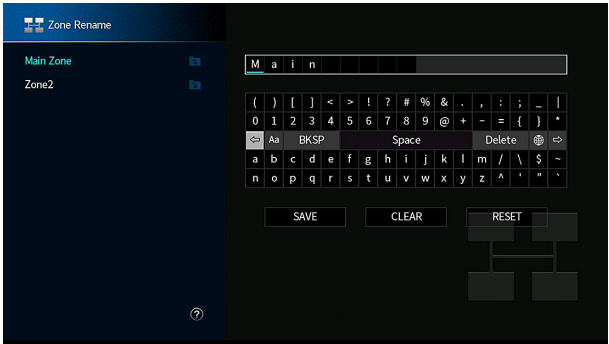 Zone Rename
Main Zone
Zone2
Main
( ) [ ] < > ! ? # % & . , : ; _ |
0 1 2 3 4 5 6 7 8 9 @ + - = { } *
⇦ Aa BKSP Space Delete ⇨
a b c d e f g h i j k l m / \ $ ~
n o p q r s t u v w x y z ^ ' " `
SAVE CLEAR RESET
?